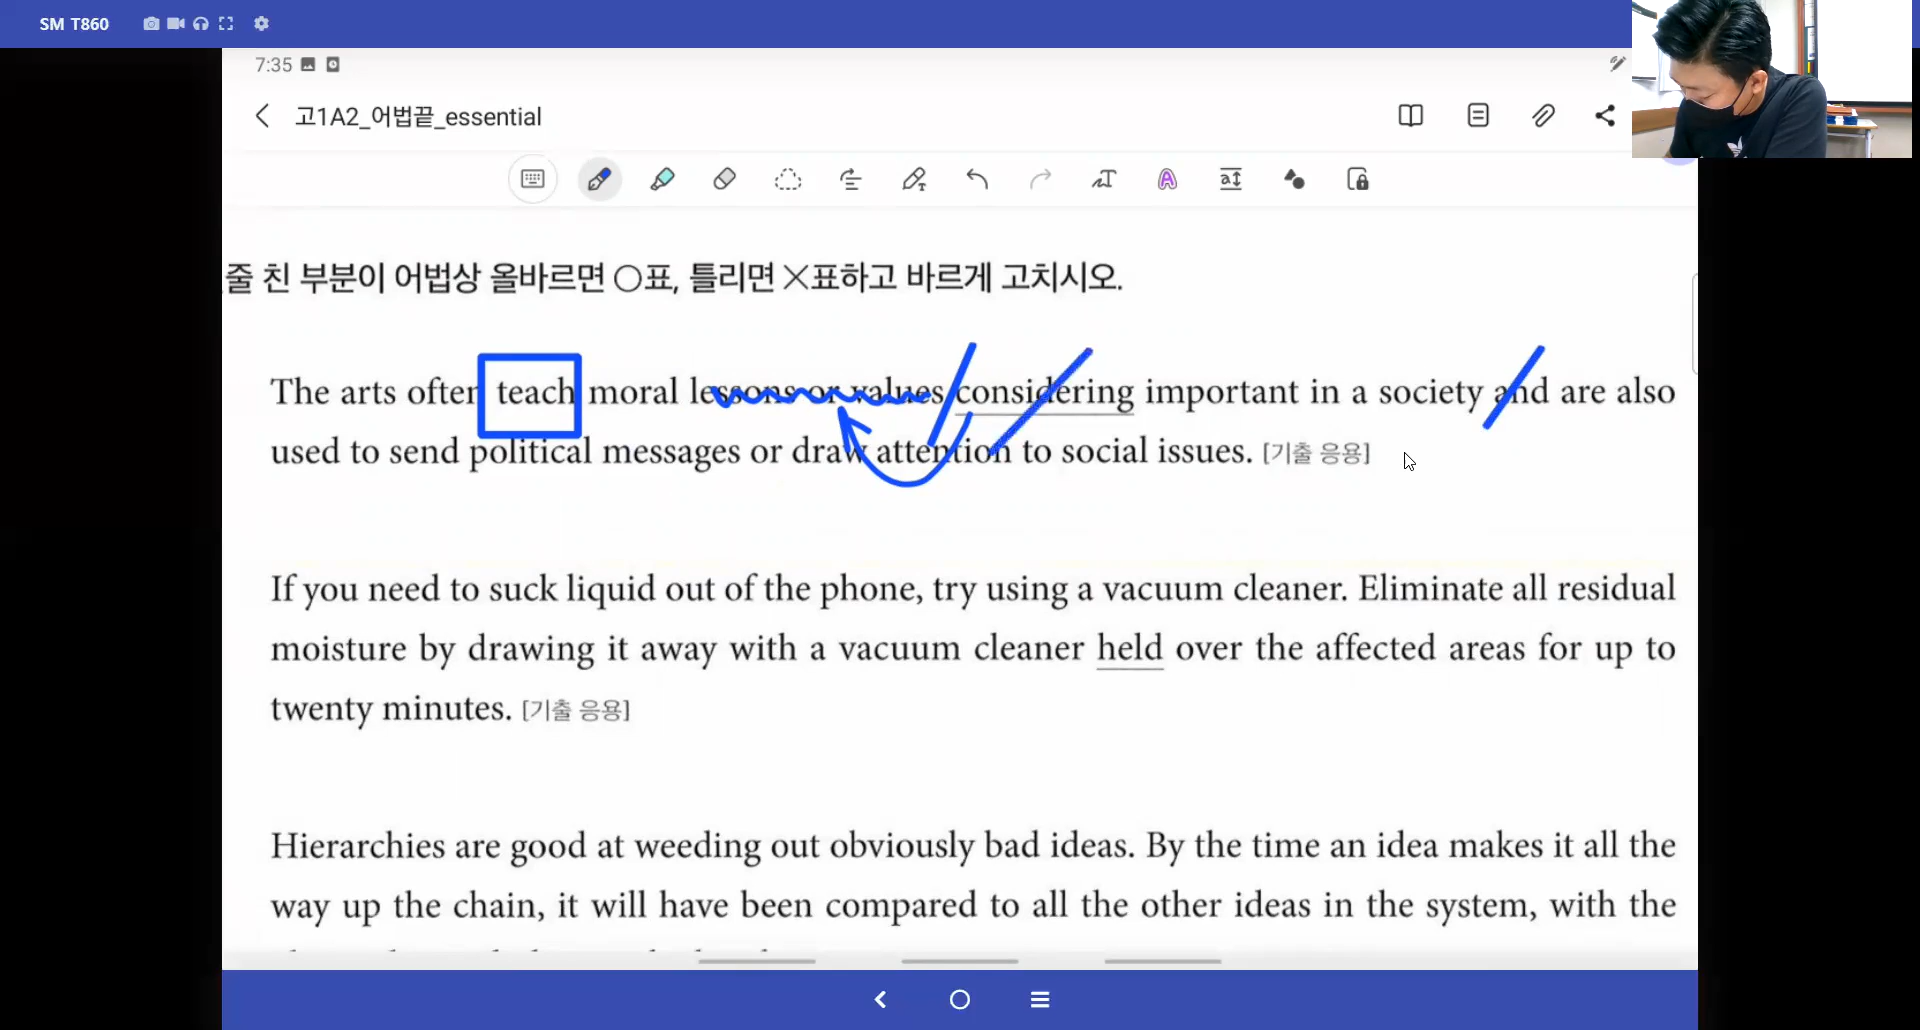 SM T860
7:35
고1A2_어법끝_essential
줄 친 부분이 어법상 올바르면 ○표, 틀리면 ×표하고 바르게 고치시오.
The arts often teach moral lessons or values considering important in a society and are also
used to send political messages or draw attention to social issues. [기출 응용]
If you need to suck liquid out of the phone, try using a vacuum cleaner. Eliminate all residual
moisture by drawing it away with a vacuum cleaner held over the affected areas for up to
twenty minutes. [기출 응용]
Hierarchies are good at weeding out obviously bad ideas. By the time an idea makes it all the
way up the chain, it will have been compared to all the other ideas in the system, with the